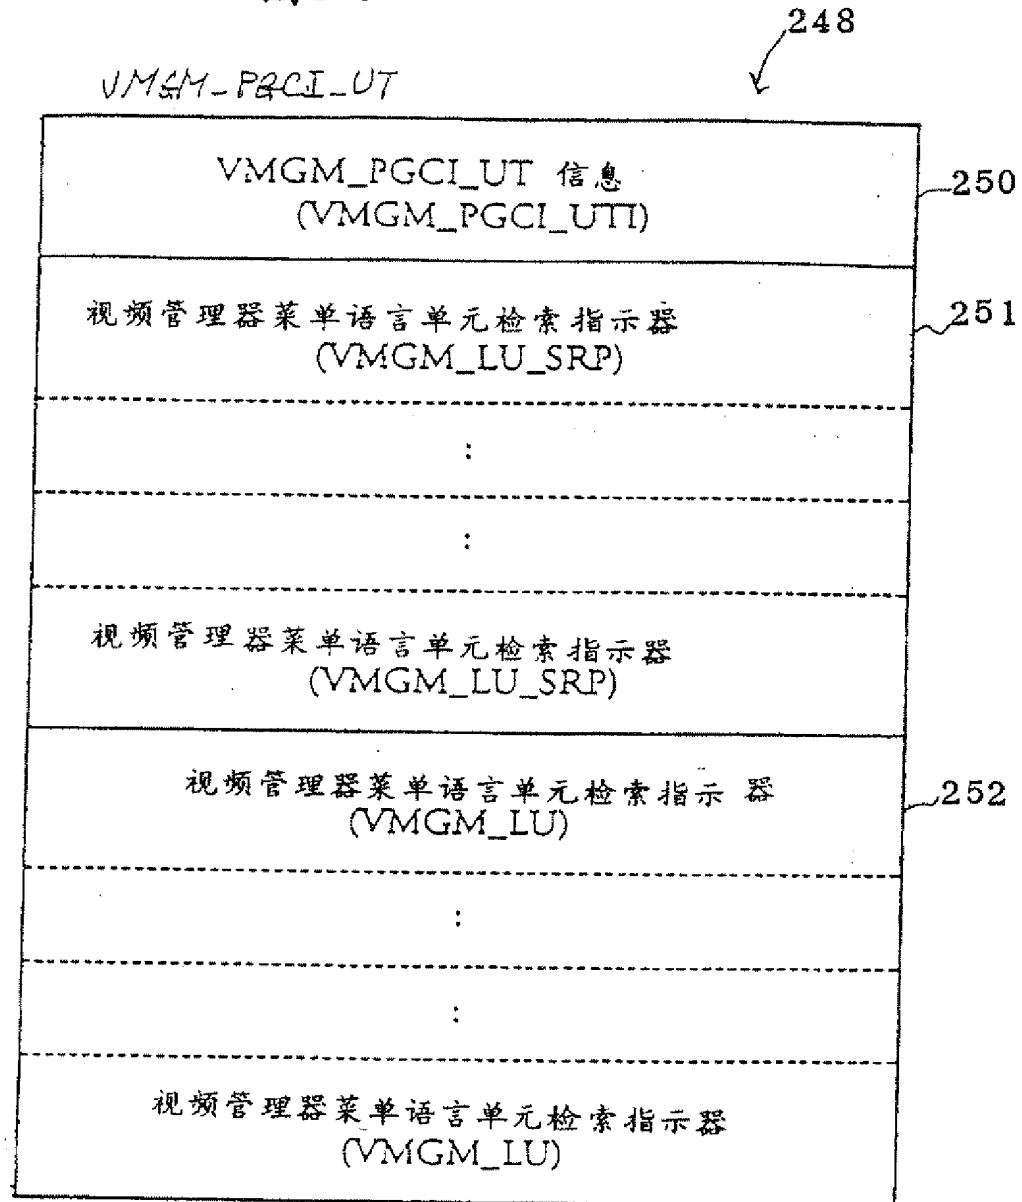 248
VMGM_PGCI_UT
VMGM_PGCI_UT 信息
(VMGM_PGCI_UTI)
250
视频管理器菜单语言单元检索指示器
(VMGM_LU_SRP)
251
:
:
视频管理器菜单语言单元检索指示器
(VMGM_LU_SRP)
视频管理器菜单语言单元检索指示 器
(VMGM_LU)
252
:
:
视频管理器菜单语言单元检索指示器
(VMGM_LU)